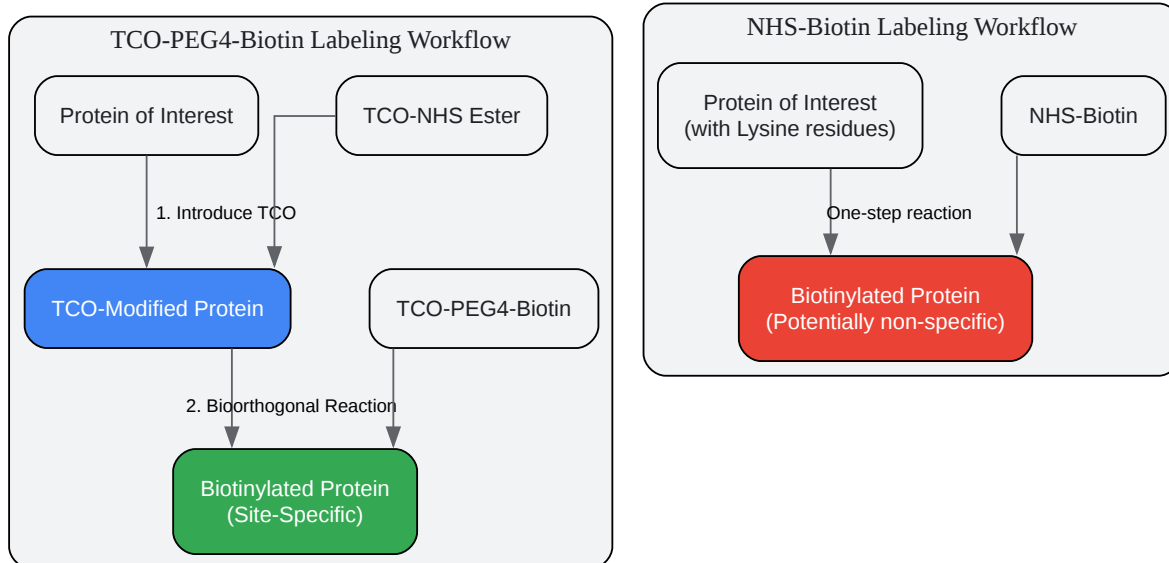 TCO-PEG4-Biotin Labeling Workflow
Protein of Interest
TCO-NHS Ester
1. Introduce TCO
TCO-Modified Protein
TCO-PEG4-Biotin
2. Bioorthogonal Reaction
Biotinylated Protein
(Site-Specific)
NHS-Biotin Labeling Workflow
Protein of Interest
(with Lysine residues)
NHS-Biotin
One-step reaction
Biotinylated Protein
(Potentially non-specific)